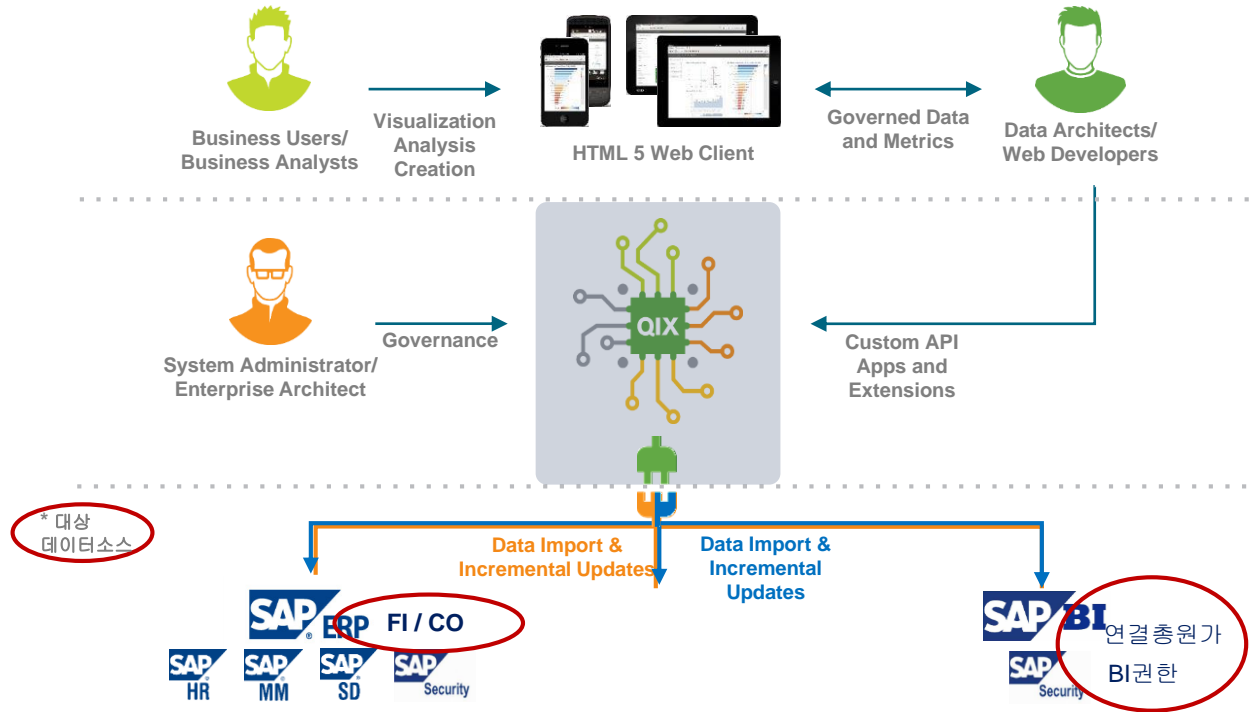 Business Users/
Business Analysts
Visualization
Analysis
Creation
HTML 5 Web Client
Governed Data
and Metrics
Data Architects/
Web Developers
System Administrator/
Enterprise Architect
Governance
QIX
Custom API
Apps and
Extensions
* 대상
데이터소스
Data Import &
Incremental Updates
Data Import &
Incremental
Updates
SAP® ERP
FI / CO
SAP® HR
SAP® MM
SAP® SD
SAP Security
SAP BI
연결총원가
SAP Security
BI권한